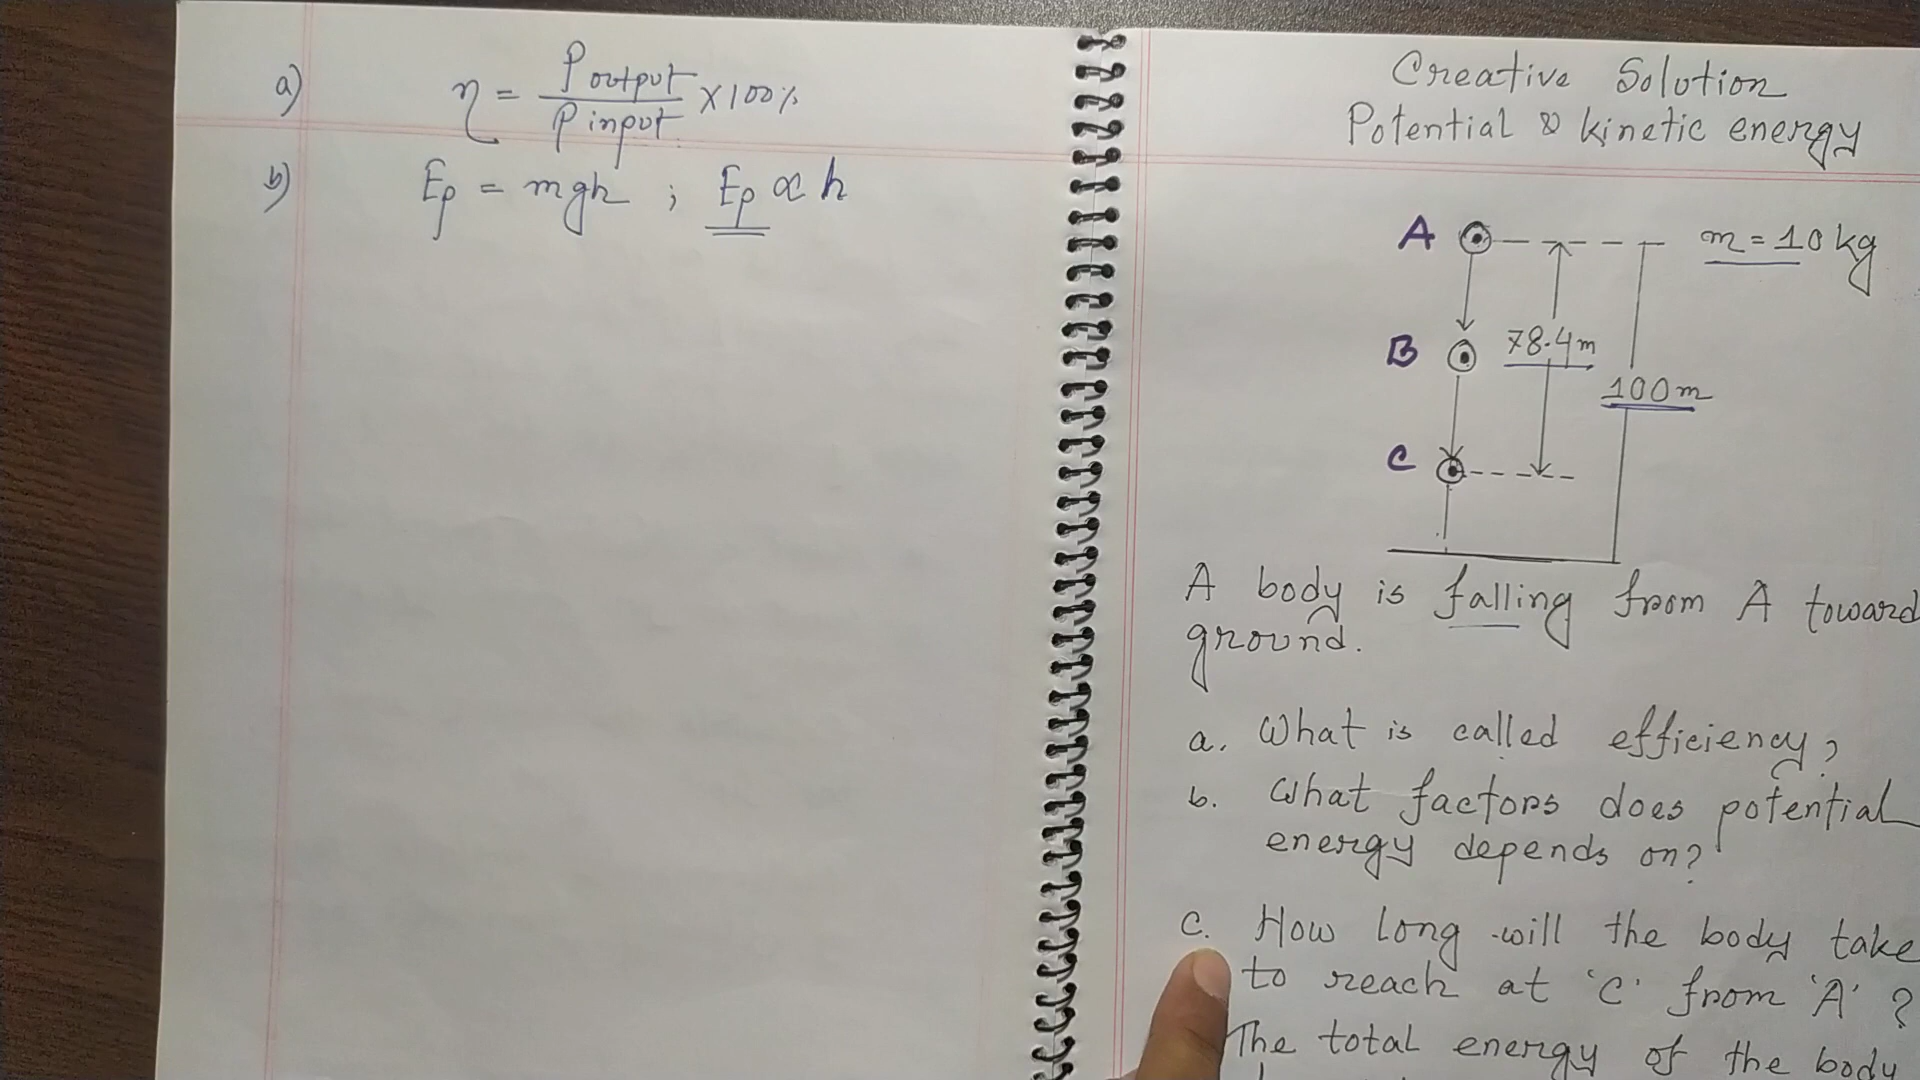 a) η = P output / P input × 100%
b) Ep = mgh ; Ep ∝ h
Creative Solution
Potential & kinetic energy
A
m = 10 kg
B
78.4m
100m
C
A body is falling from A toward
ground.
a. What is called efficiency?
b. What factors does potential
energy depends on?
c. How long will the body take
to reach at 'C' from 'A' ?
The total energy of the body